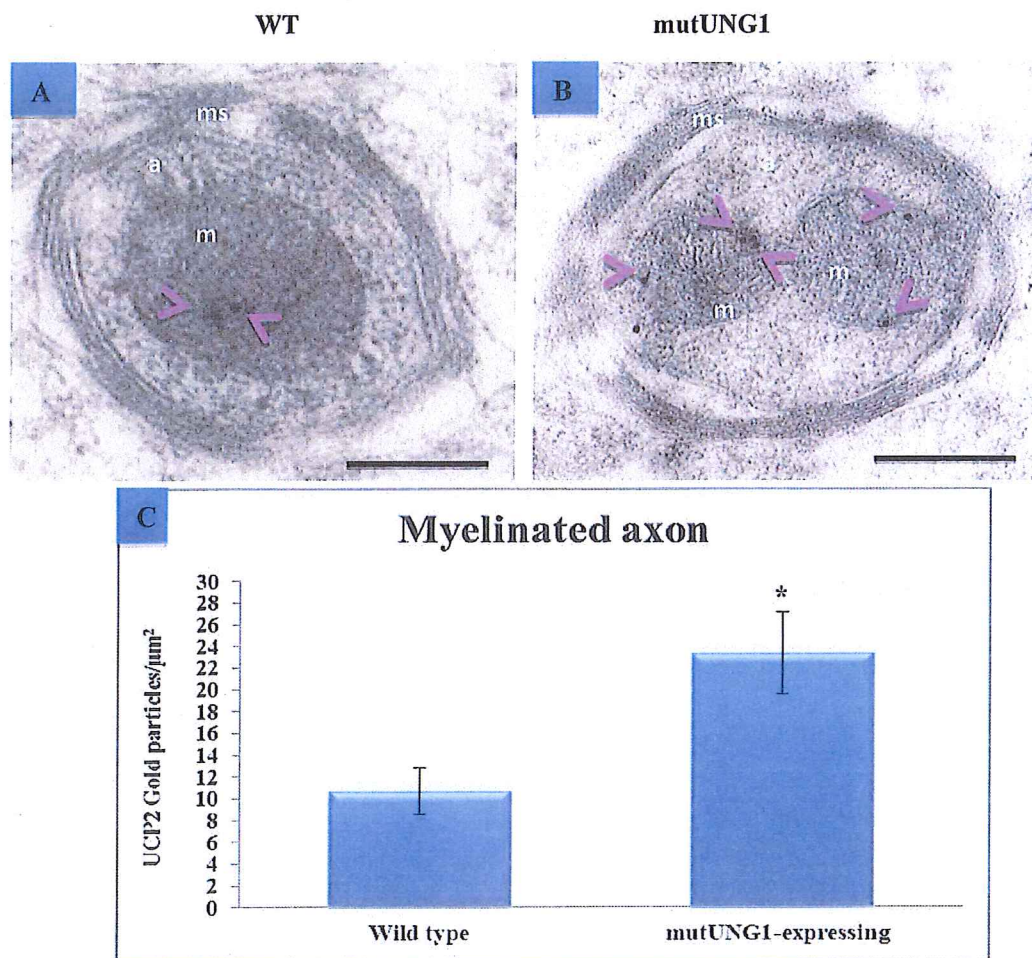 WT mutUNG1
A
ms
a
m
B
ms
a
m
m
C
Myelinated axon
UCP2 Gold particles/µm²
30
28
26
24
22
20
18
16
14
12
10
8
6
4
2
0
*
Wild type mutUNG1-expressing